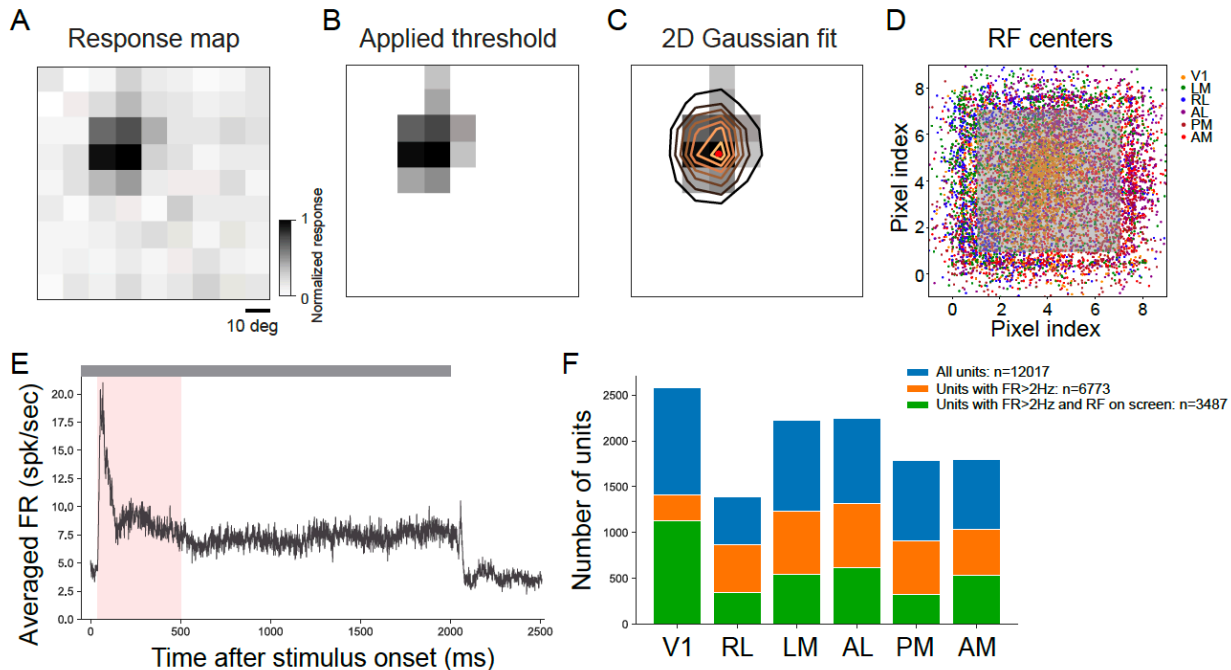 A
Response map
1
0
Normalized response
10 deg
B
Applied threshold
C
2D Gaussian fit
D
RF centers
V1
LM
RL
AL
PM
AM
Pixel index
8
6
4
2
0
0 2 4 6 8
Pixel index
E
Averaged FR (spk/sec)
20.0
17.5
15.0
12.5
10.0
7.5
5.0
2.5
0.0
0 500 1000 1500 2000 2500
Time after stimulus onset (ms)
F
All units: n=12017
Units with FR>2Hz: n=6773
Units with FR>2Hz and RF on screen: n=3487
Number of units
2500
2000
1500
1000
500
0
V1 RL LM AL PM AM